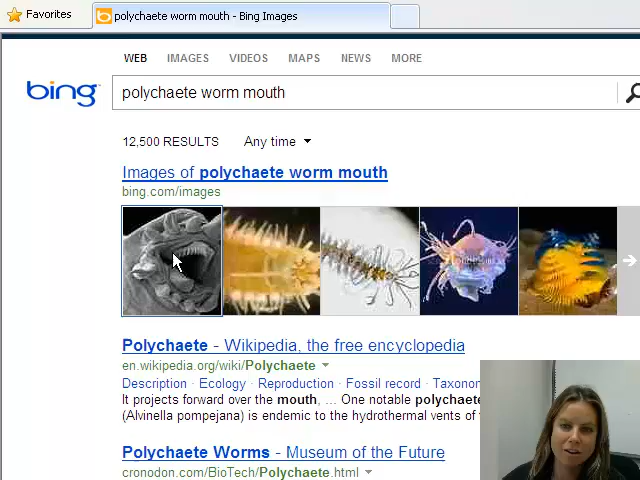 Favorites
polychaete worm mouth - Bing Images
WEB IMAGES VIDEOS MAPS NEWS MORE
bing
polychaete worm mouth
12,500 RESULTS Any time
Images of polychaete worm mouth
bing.com/images
Polychaete - Wikipedia, the free encyclopedia
en.wikipedia.org/wiki/Polychaete
Description · Ecology · Reproduction · Fossil record · Taxonom
It projects forward over the mouth, ... One notable polychaete
(Alvinella pompejana) is endemic to the hydrothermal vents of
Polychaete Worms - Museum of the Future
cronodon.com/BioTech/Polychaete.html